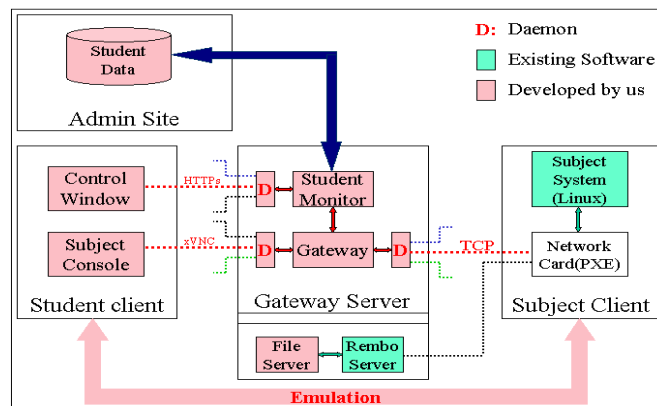 Student
Data
Admin Site
D: Daemon
Existing Software
Developed by us
Control
Window
HTTPs
D
Student
Monitor
Subject
System
(Linux)
Subject
Console
xVNC
D
Gateway
D
TCP
Network
Card(PXE)
Student client
Gateway Server
Subject Client
File
Server
Rembo
Server
Emulation